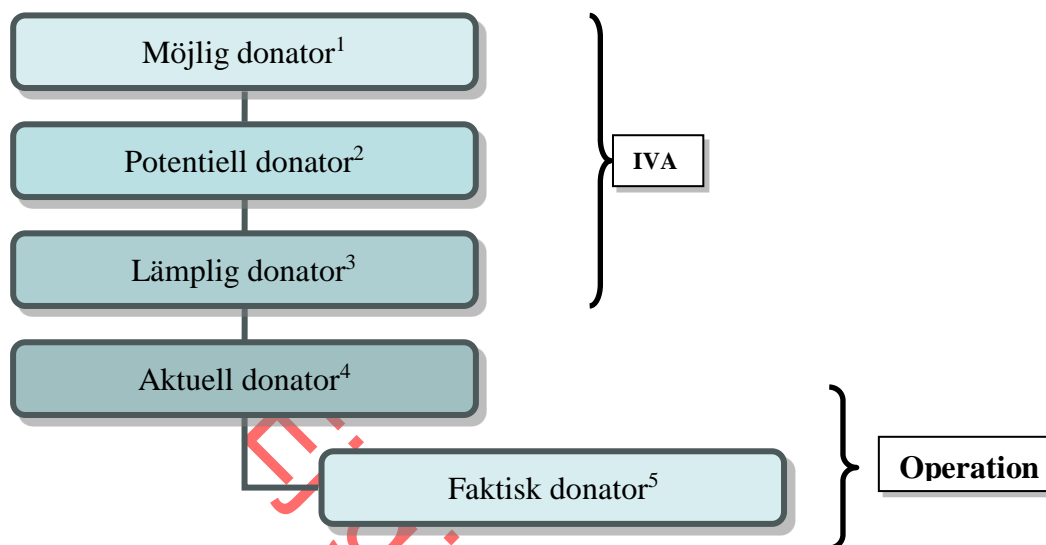 Möjlig donator¹
Potentiell donator²
IVA
Lämplig donator³
Aktuell donator⁴
Faktisk donator⁵
Operation